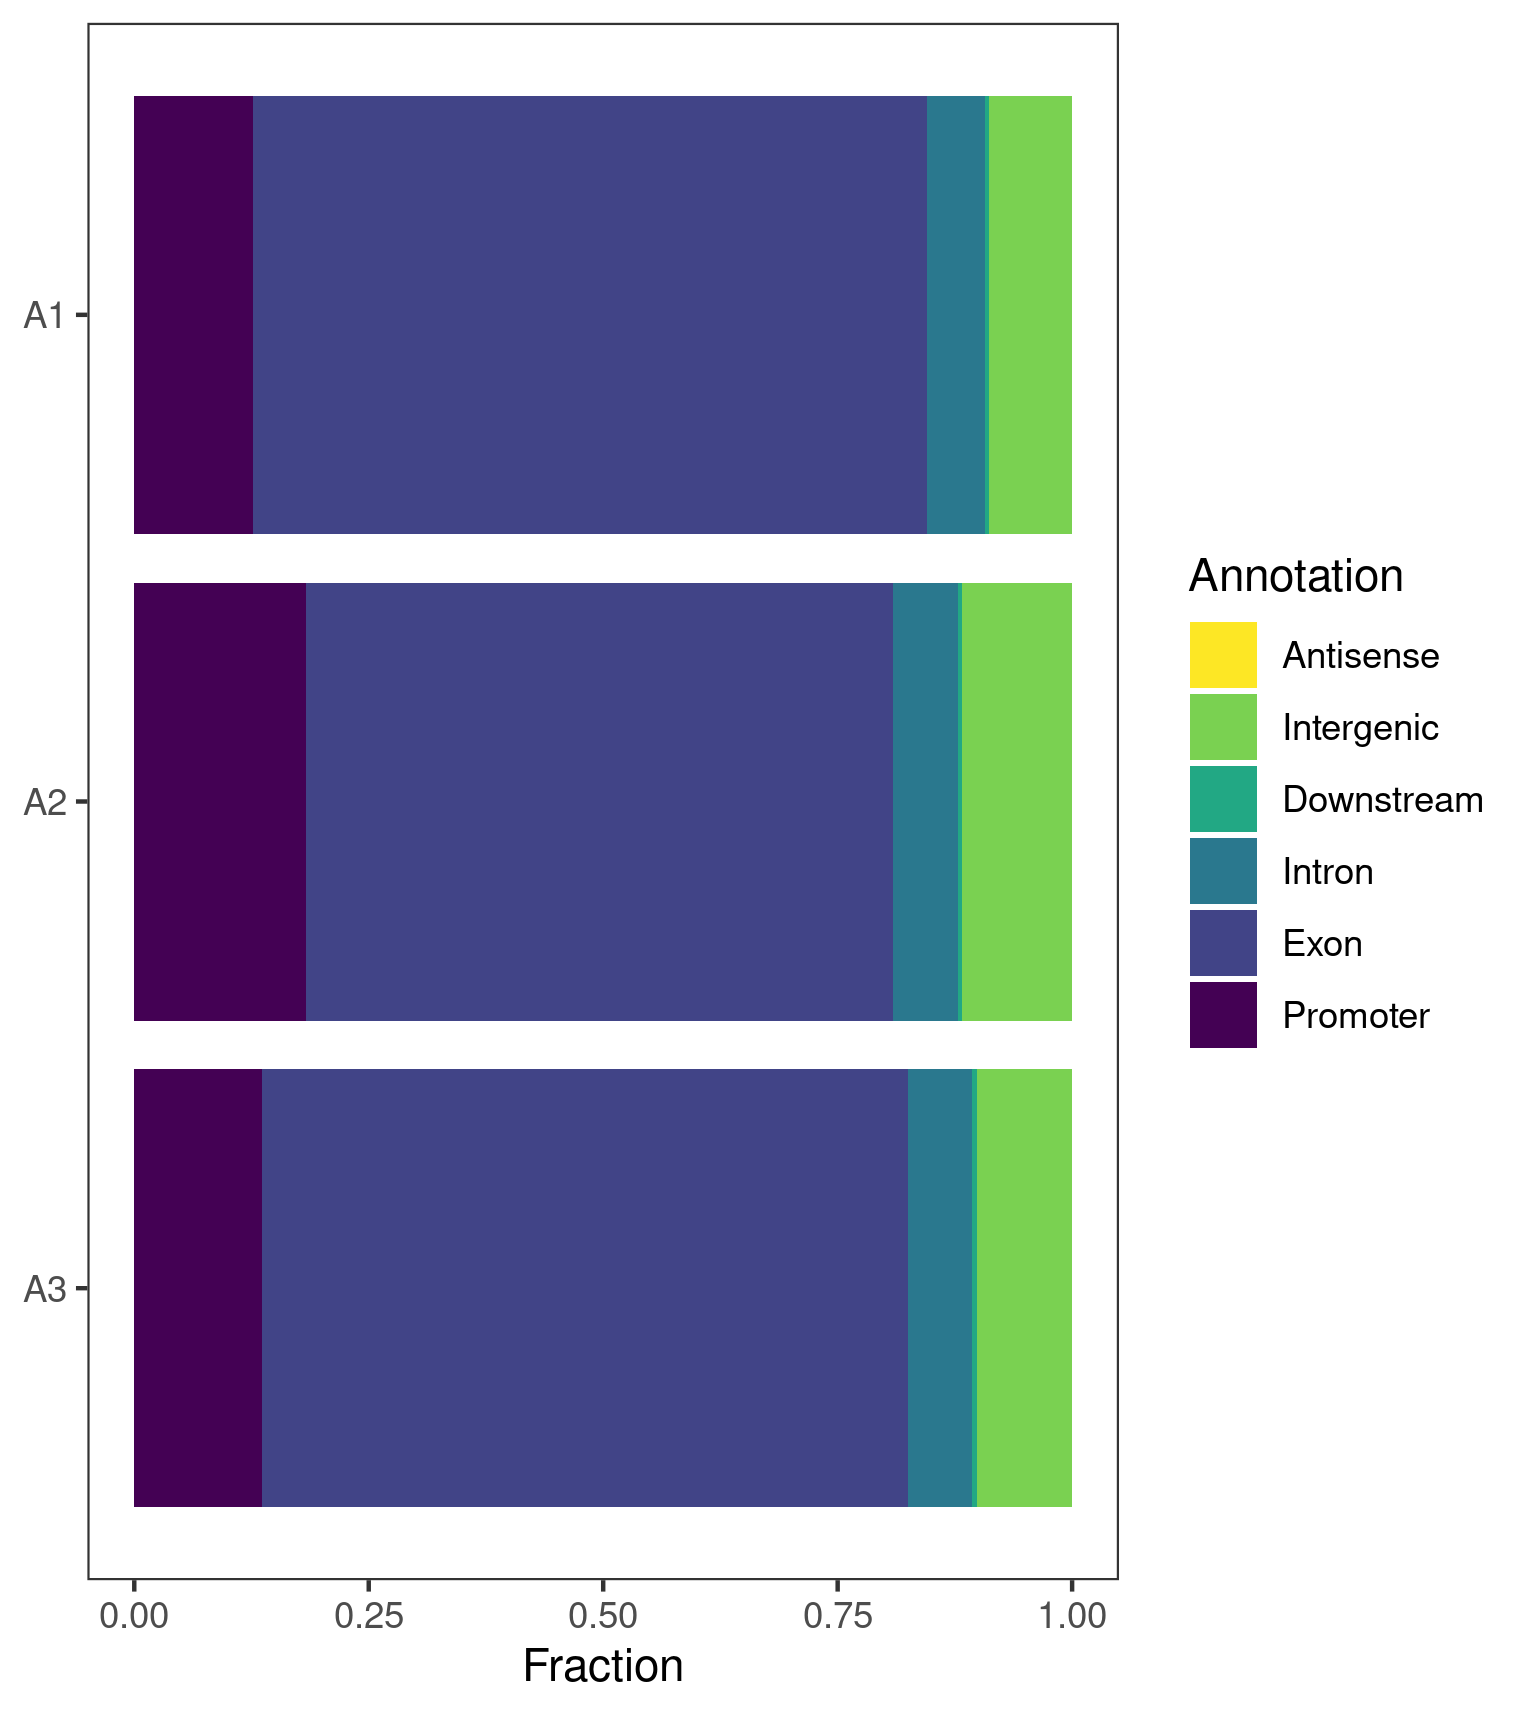 A1
A2
A3
0.00 0.25 0.50 0.75 1.00
Fraction
Annotation
Antisense
Intergenic
Downstream
Intron
Exon
Promoter